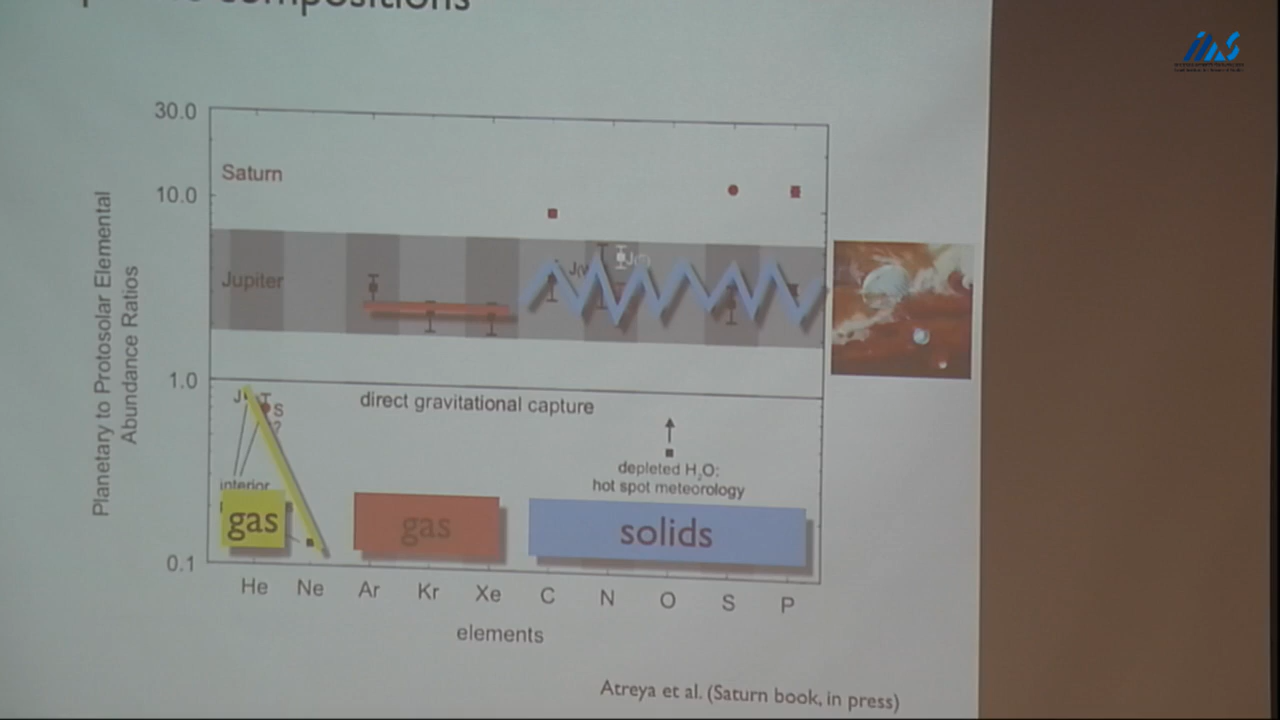 compositions
30.0
Saturn
10.0
Jupiter
1.0
direct gravitational capture
S
?
interior
depleted H₂O:
hot spot meteorology
gas
gas
solids
0.1
He Ne Ar Kr Xe C N O S P
elements
Planetary to Protosolar Elemental
Abundance Ratios
Atreya et al. (Saturn book, in press)